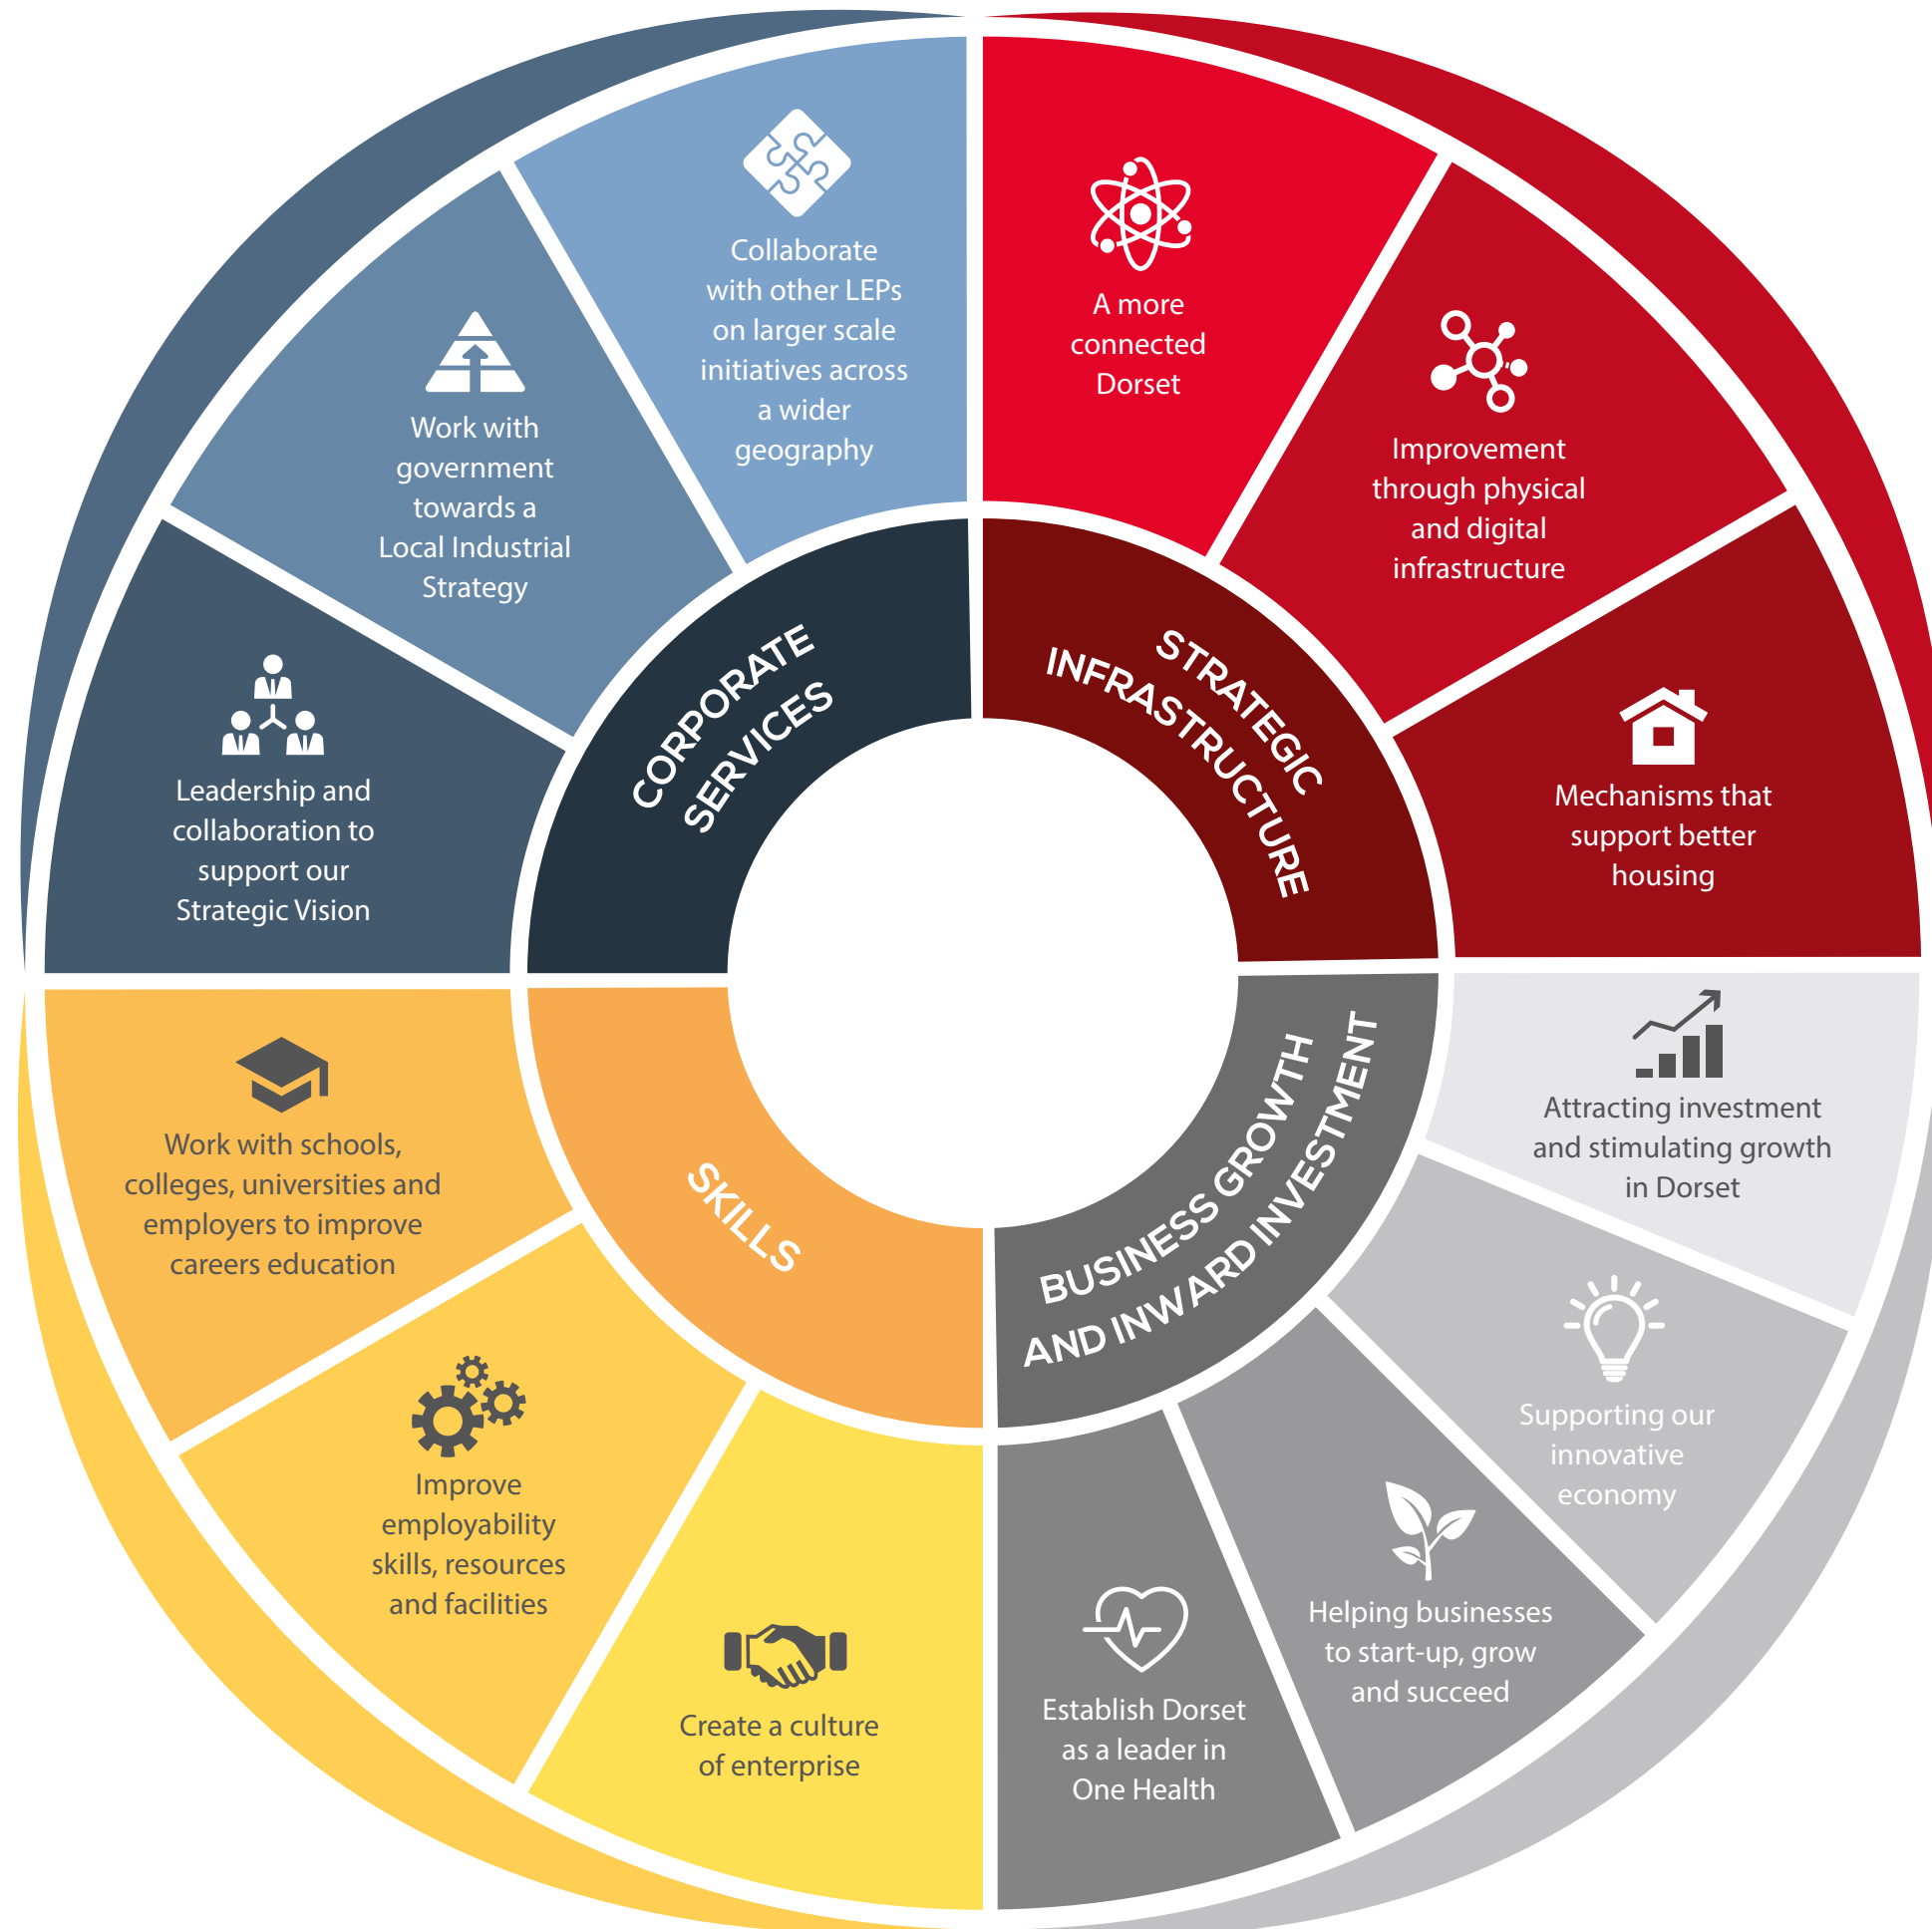 Collaborate
with other LEPs
on larger scale
initiatives across
a wider
geography
A more
connected
Dorset
Work with
government
towards a
Local Industrial
Strategy
Improvement
through physical
and digital
infrastructure
Leadership and
collaboration to
support our
Strategic Vision
CORPORATE
SERVICES
STRATEGIC
INFRASTRUCTURE
Mechanisms that
support better
housing
Work with schools,
colleges, universities and
employers to improve
careers education
SKILLS
BUSINESS GROWTH
AND INWARD INVESTMENT
Attracting investment
and stimulating growth
in Dorset
Improve
employability
skills, resources
and facilities
Supporting our
innovative
economy
Create a culture
of enterprise
Establish Dorset
as a leader in
One Health
Helping businesses
to start-up, grow
and succeed